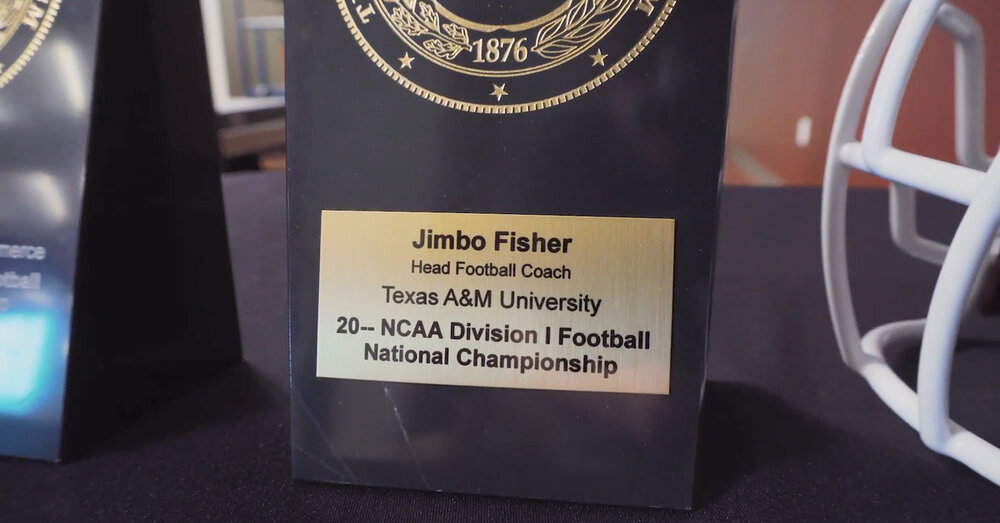 1876
Jimbo Fisher
Head Football Coach
Texas A&M University
20-- NCAA Division I Football
National Championship